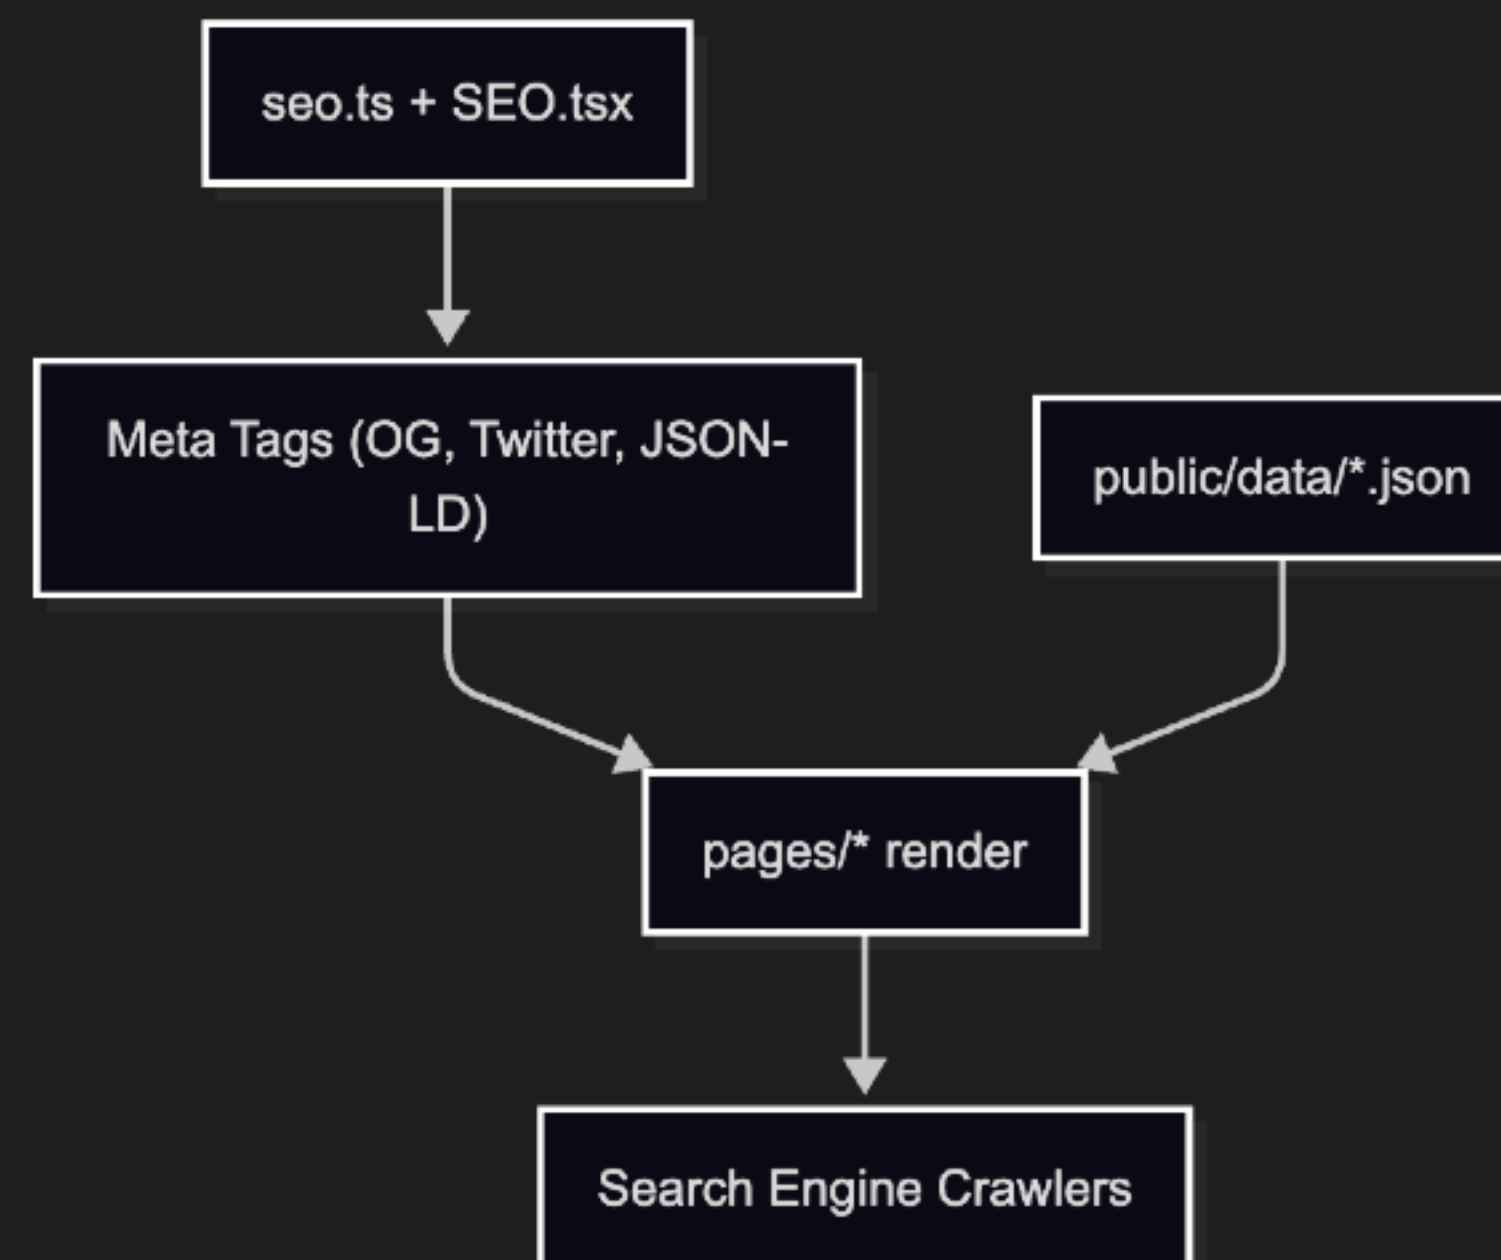 seo.ts + SEO.tsx
Meta Tags (OG, Twitter, JSON-
LD)
public/data/*.json
pages/* render
Search Engine Crawlers